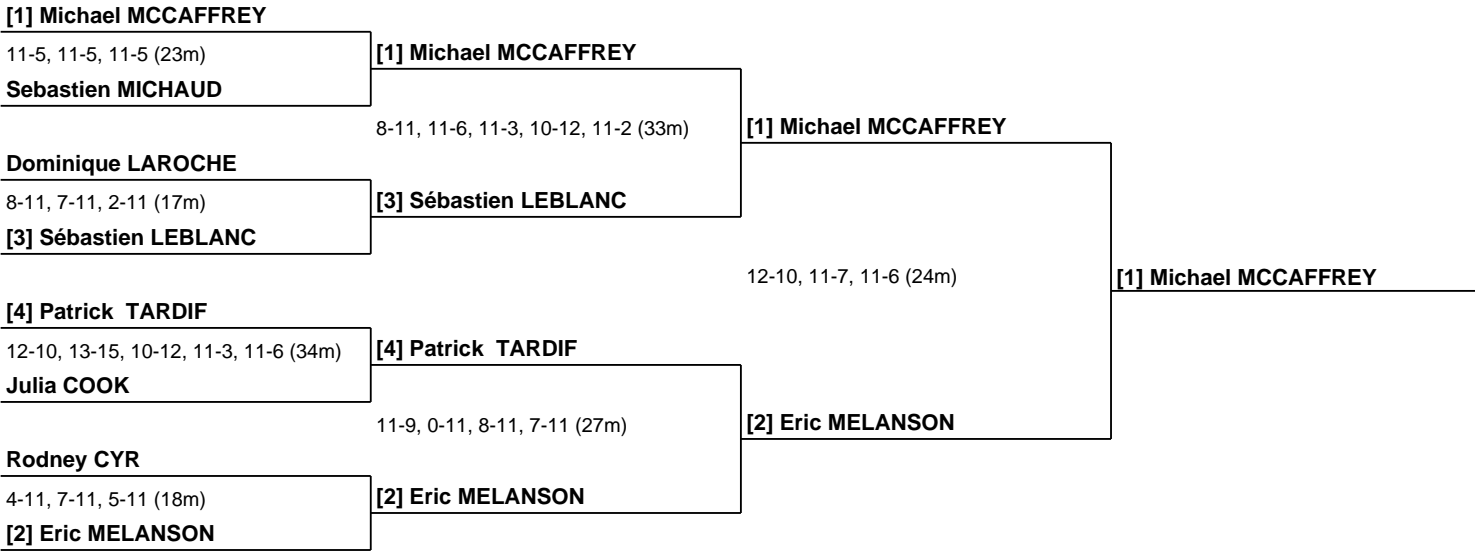 [1] Michael MCCAFFREY
11-5, 11-5, 11-5 (23m)
[1] Michael MCCAFFREY
Sebastien MICHAUD
8-11, 11-6, 11-3, 10-12, 11-2 (33m)
[1] Michael MCCAFFREY
Dominique LAROCHE
8-11, 7-11, 2-11 (17m)
[3] Sébastien LEBLANC
[3] Sébastien LEBLANC
12-10, 11-7, 11-6 (24m)
[1] Michael MCCAFFREY
[4] Patrick TARDIF
12-10, 13-15, 10-12, 11-3, 11-6 (34m)
[4] Patrick TARDIF
Julia COOK
11-9, 0-11, 8-11, 7-11 (27m)
[2] Eric MELANSON
Rodney CYR
4-11, 7-11, 5-11 (18m)
[2] Eric MELANSON
[2] Eric MELANSON